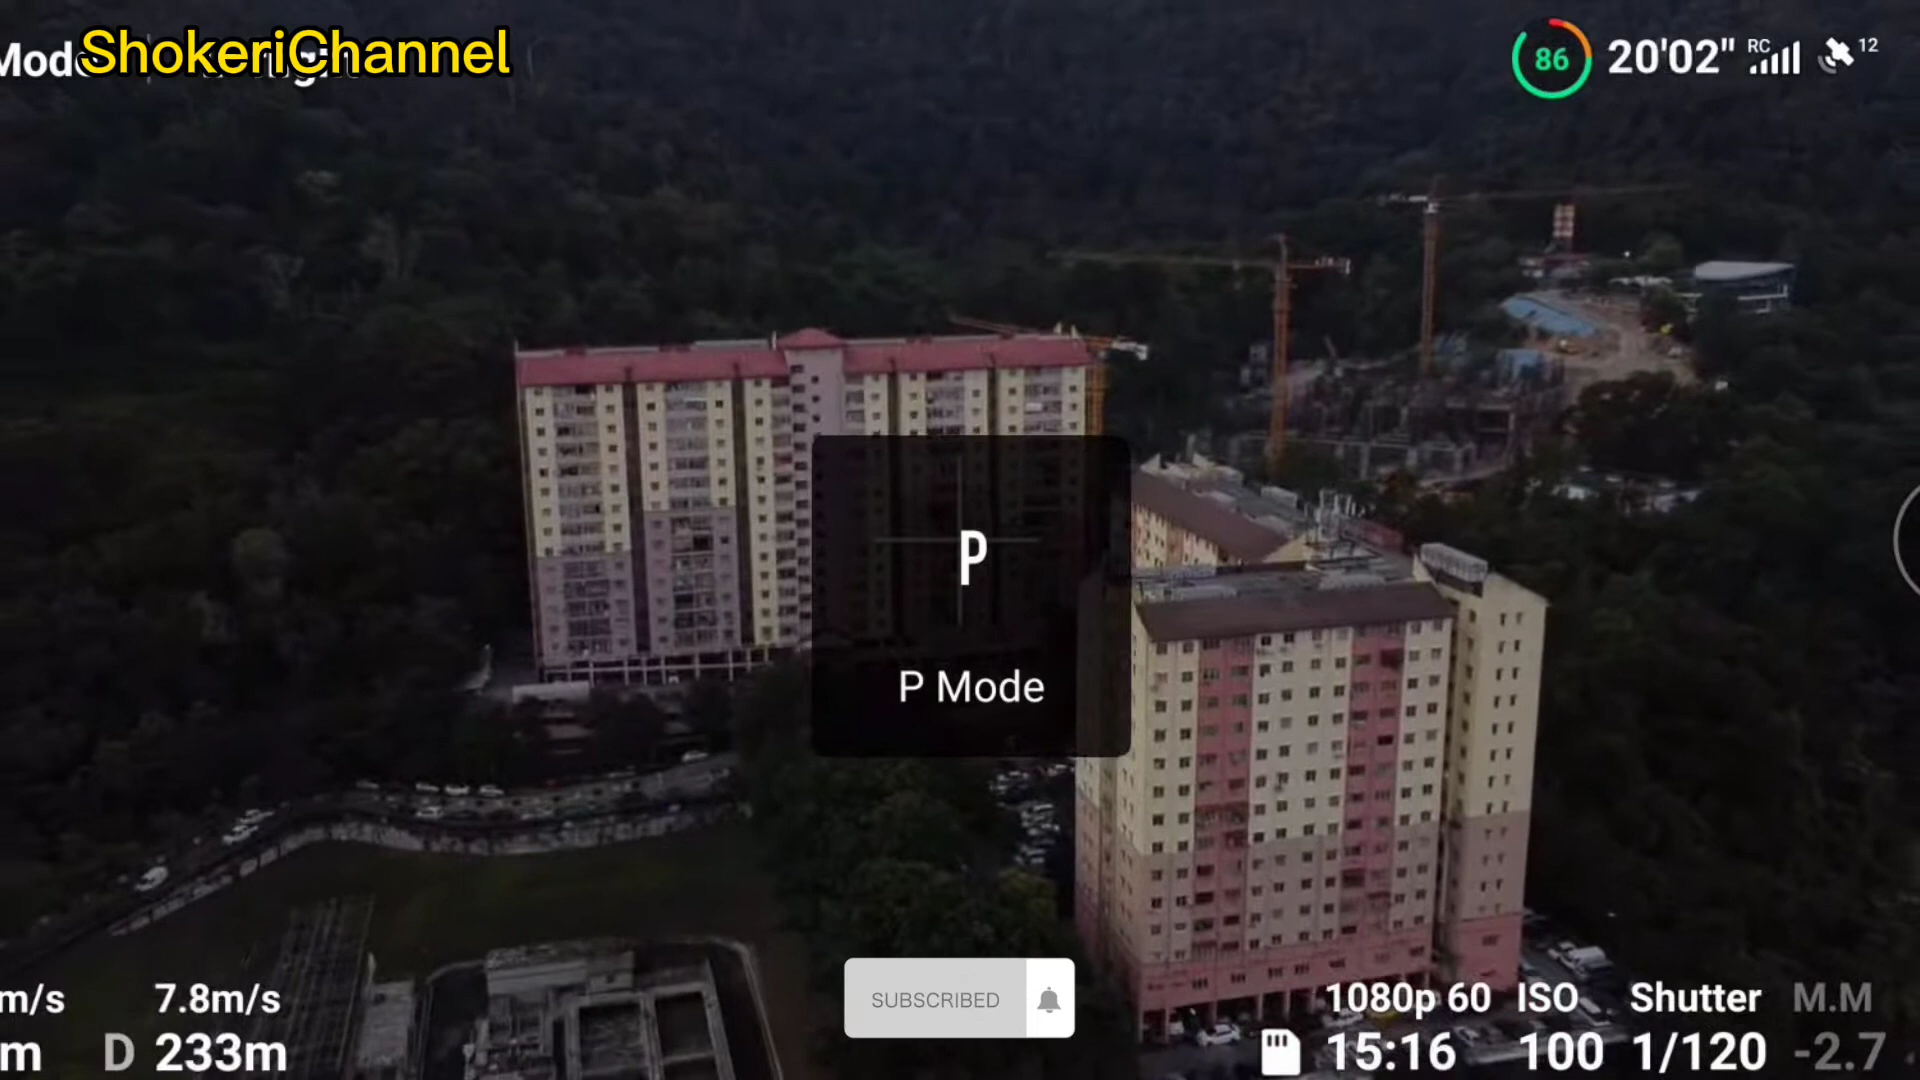 Mode
ShokeriChannel
86
20'02"
RC
12
P
P Mode
SUBSCRIBED
m/s
7.8m/s
m
D 233m
1080p 60
ISO
Shutter
M.M
15:16
100
1/120
-2.7